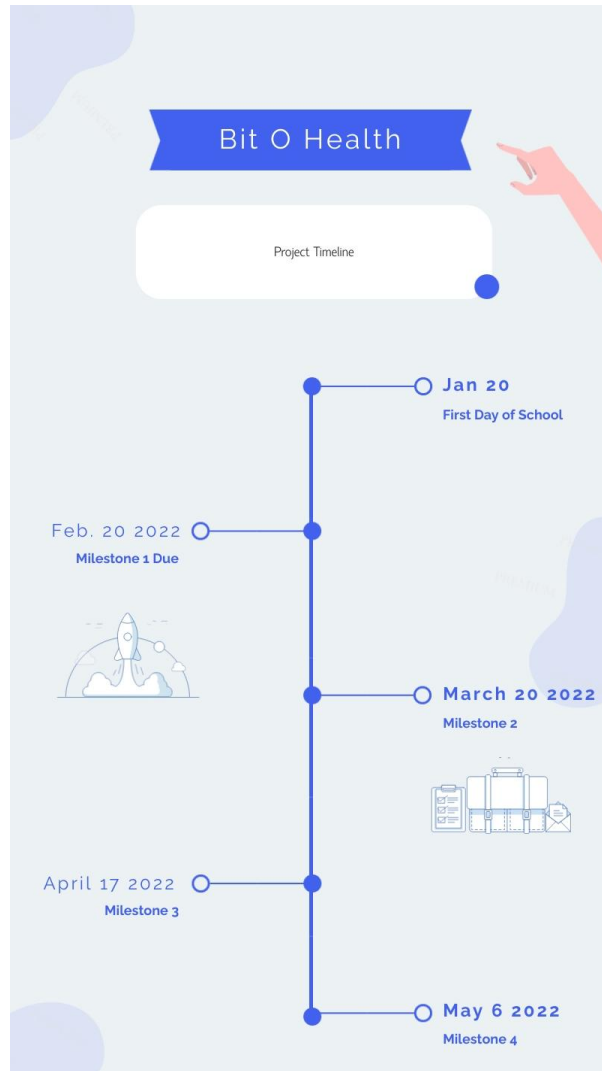 Bit O Health
Project Timeline
Jan 20
First Day of School
Feb. 20 2022
Milestone 1 Due
March 20 2022
Milestone 2
April 17 2022
Milestone 3
May 6 2022
Milestone 4